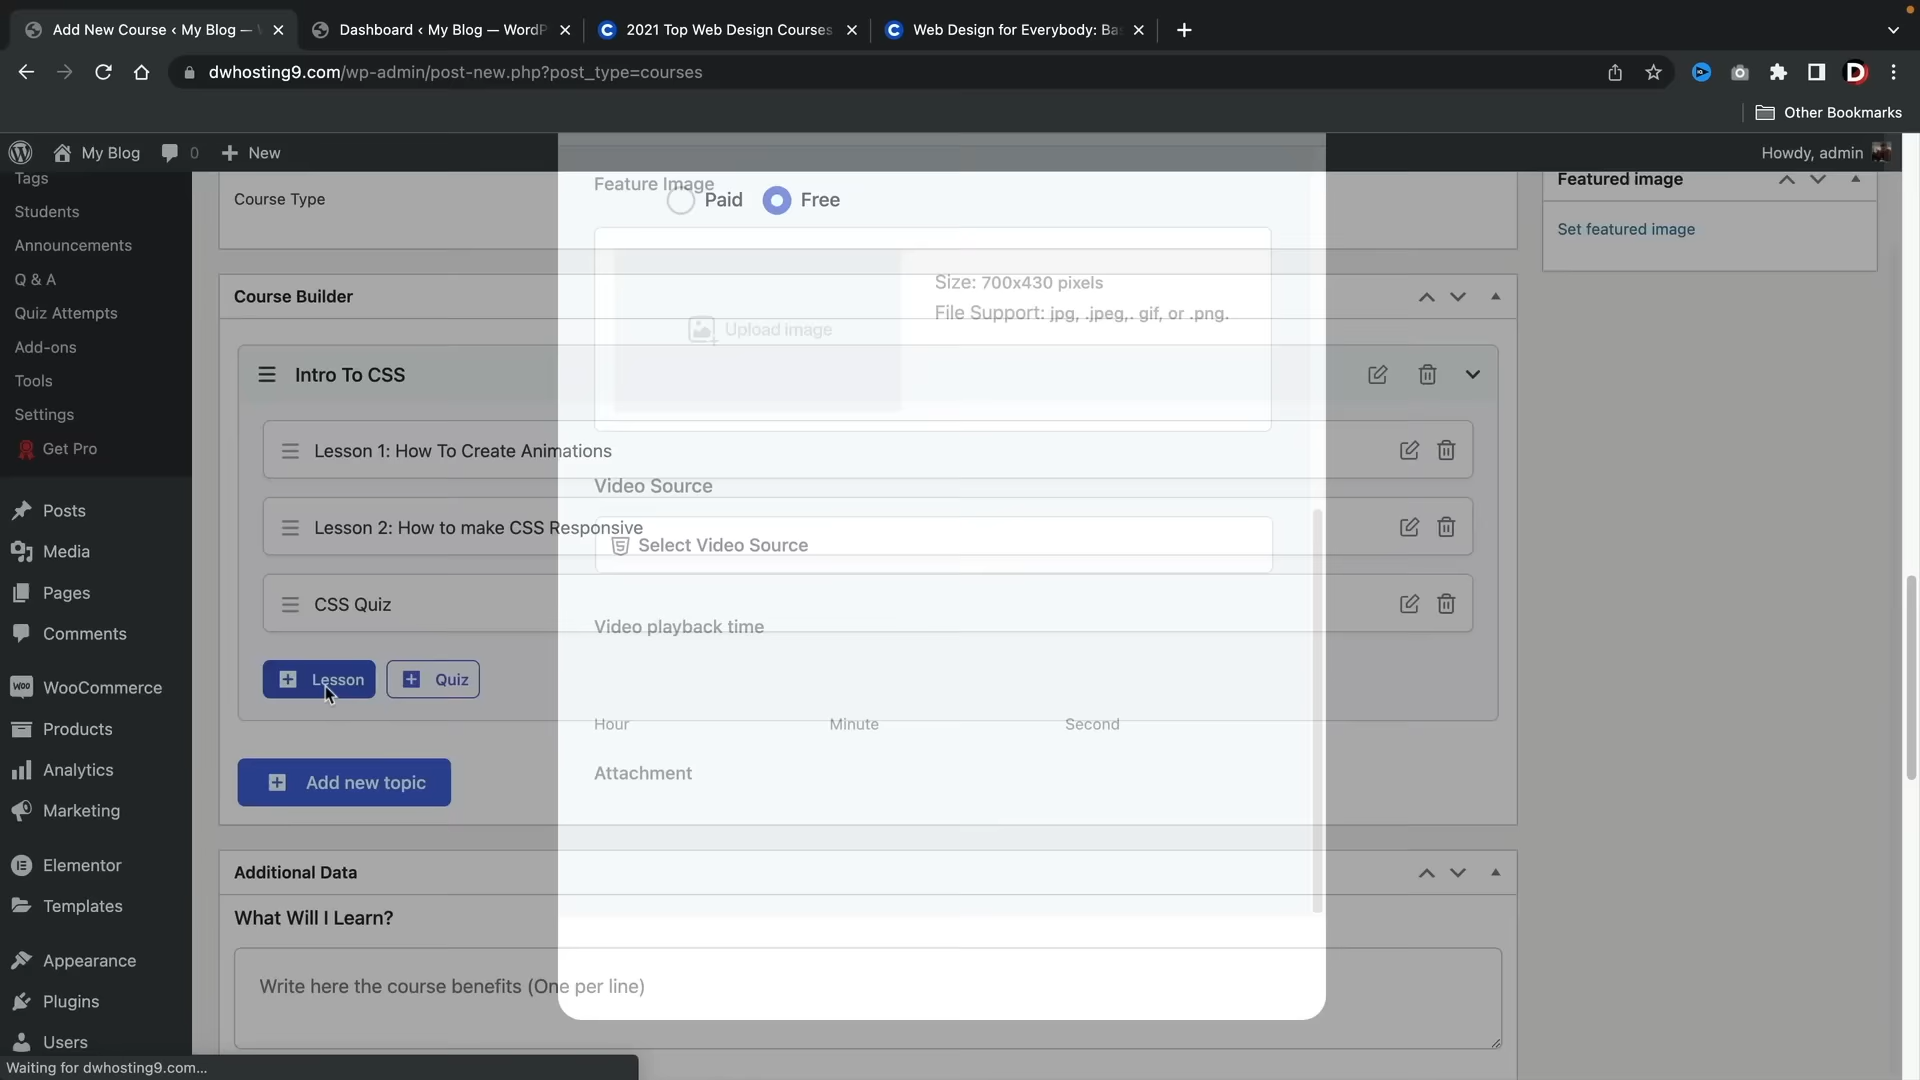 Add New Course ‹ My Blog —
Dashboard ‹ My Blog — WordP
2021 Top Web Design Courses
Web Design for Everybody: Ba
dwhosting9.com/wp-admin/post-new.php?post_type=courses
Other Bookmarks
My Blog
0
New
Howdy, admin
Tags
Students
Announcements
Q & A
Quiz Attempts
Add-ons
Tools
Settings
Get Pro
Posts
Media
Pages
Comments
WooCommerce
Products
Analytics
Marketing
Elementor
Templates
Appearance
Plugins
Users
Waiting for dwhosting9.com...
Course Type
Paid
Free
Feature Image
Upload image
Size: 700x430 pixels
File Support: jpg, .jpeg,. gif, or .png.
Course Builder
Intro To CSS
Lesson 1: How To Create Animations
Video Source
Lesson 2: How to make CSS Responsive
Select Video Source
CSS Quiz
Video playback time
Lesson
Quiz
Hour
Minute
Second
Attachment
Add new topic
Additional Data
What Will I Learn?
Write here the course benefits (One per line)
Featured image
Set featured image